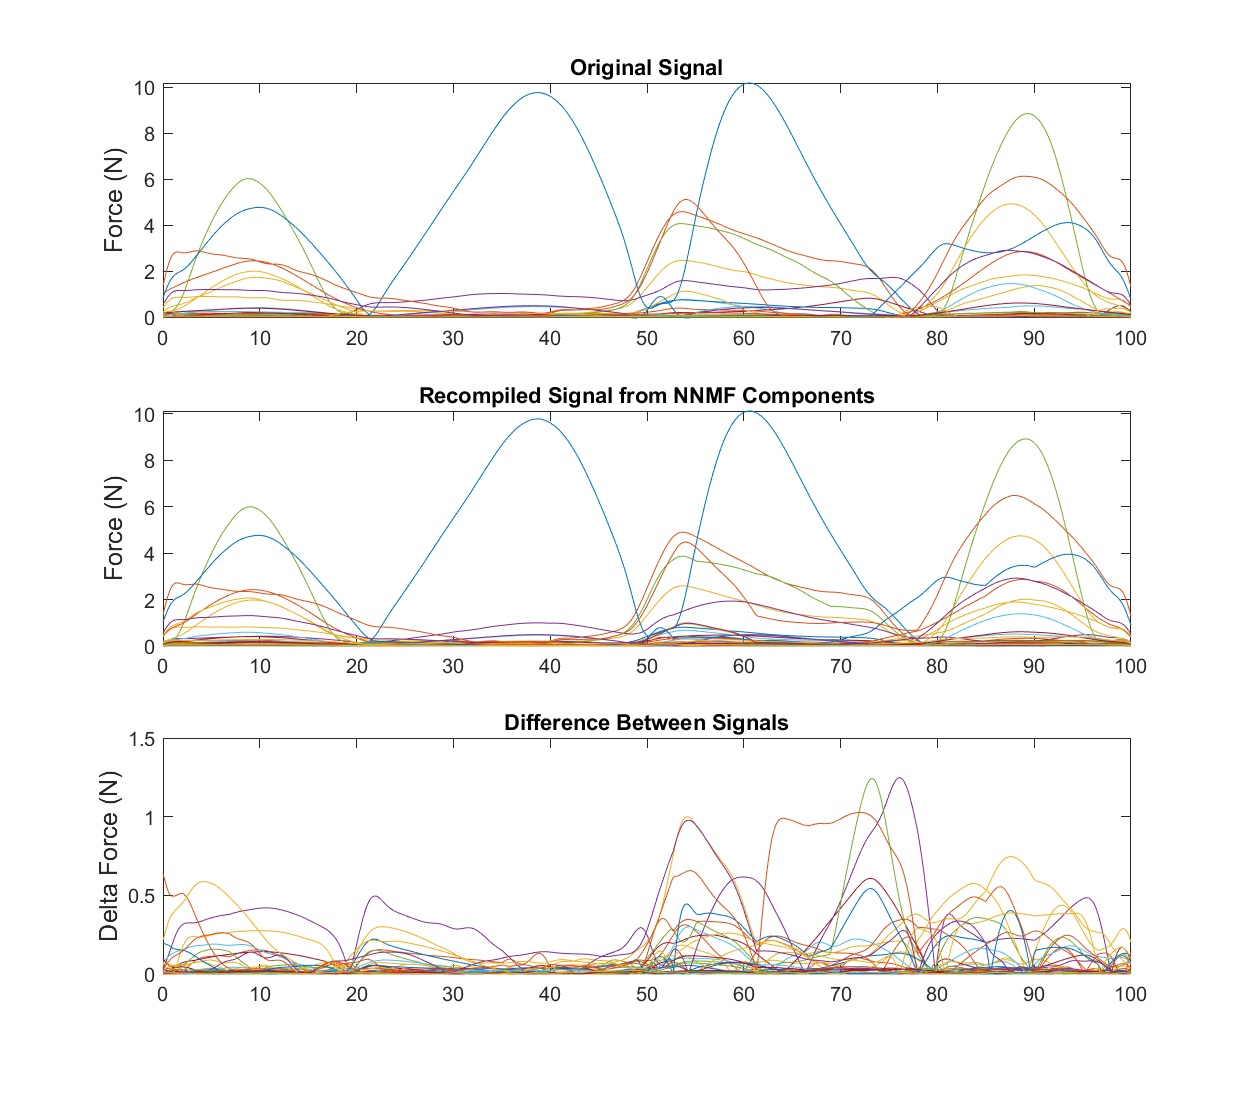 Original Signal
Force (N)
10
8
6
4
2
0
0 10 20 30 40 50 60 70 80 90 100
Recompiled Signal from NNMF Components
Force (N)
10
8
6
4
2
0
0 10 20 30 40 50 60 70 80 90 100
Difference Between Signals
Delta Force (N)
1.5
1
0.5
0
0 10 20 30 40 50 60 70 80 90 100